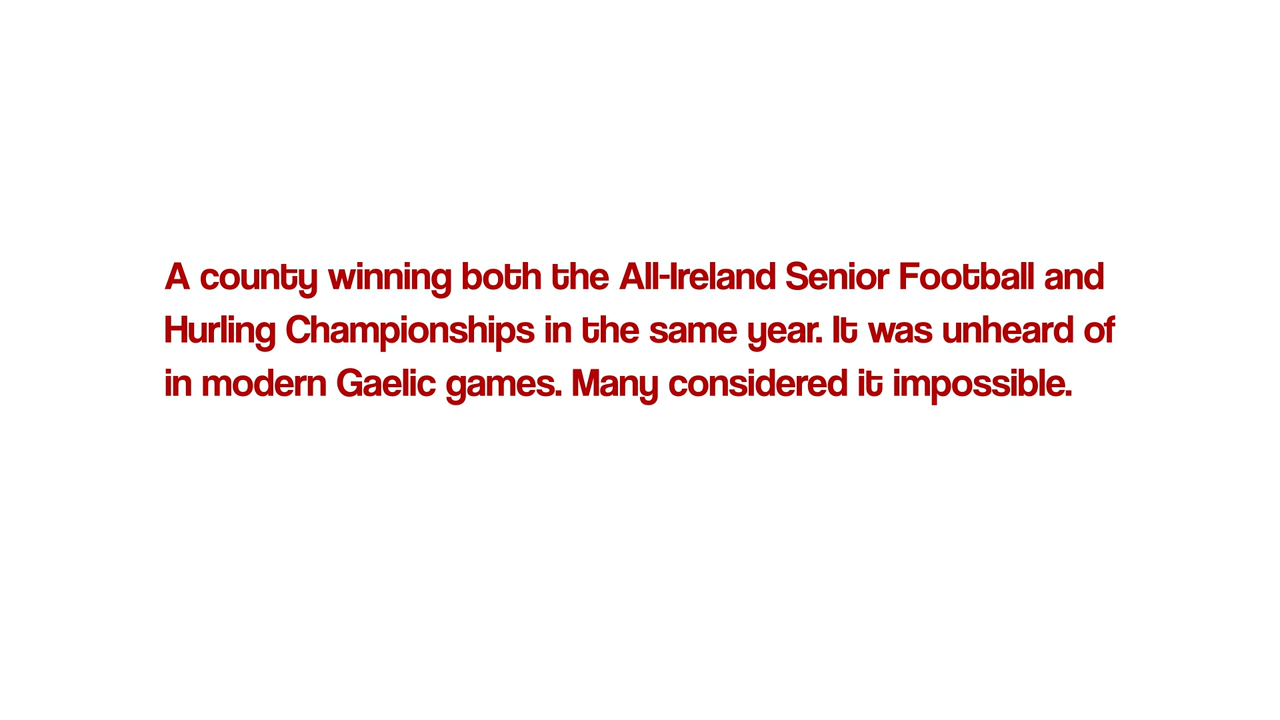 A county winning both the All-Ireland Senior Football and
Hurling Championships in the same year. It was unheard of
in modern Gaelic games. Many considered it impossible.